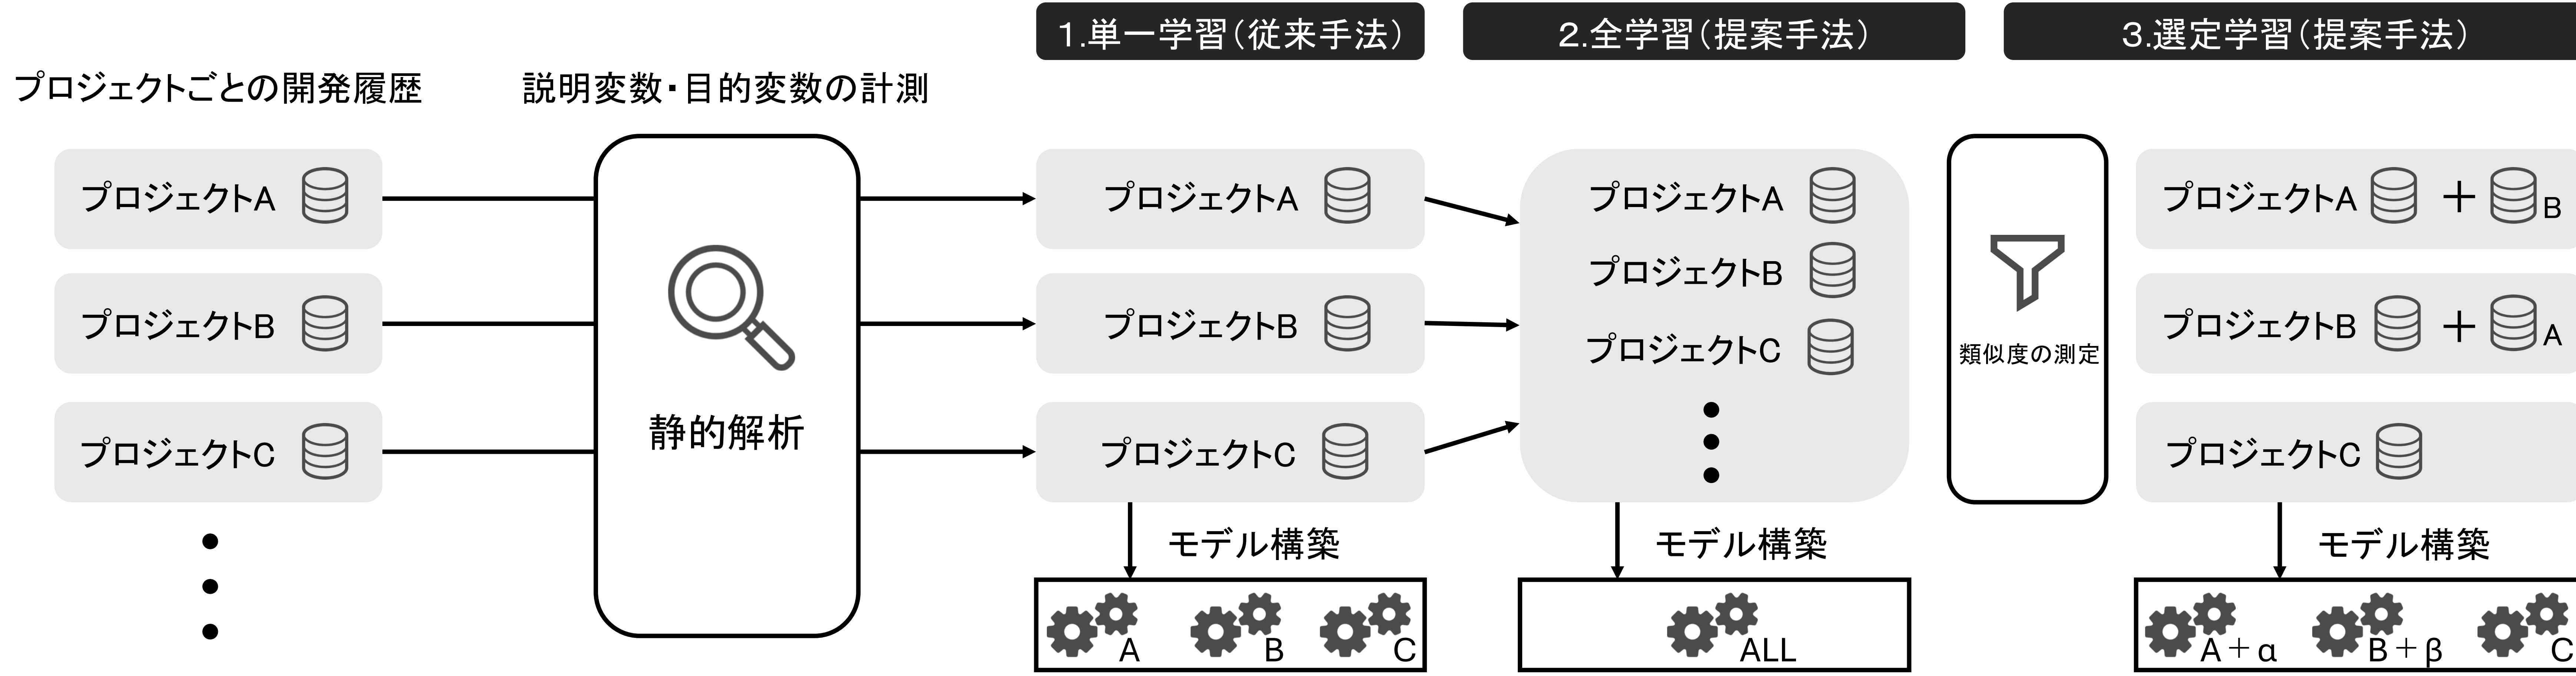 プロジェクトごとの開発履歴
プロジェクトA
プロジェクトB
プロジェクトC
説明変数・目的変数の計測
静的解析
1.単一学習(従来手法)
プロジェクトA
プロジェクトB
プロジェクトC
モデル構築
A
B
C
2.全学習(提案手法)
プロジェクトA
プロジェクトB
プロジェクトC
モデル構築
ALL
類似度の測定
3.選定学習(提案手法)
プロジェクトA + B
プロジェクトB + A
プロジェクトC
モデル構築
A+α
B+β
C